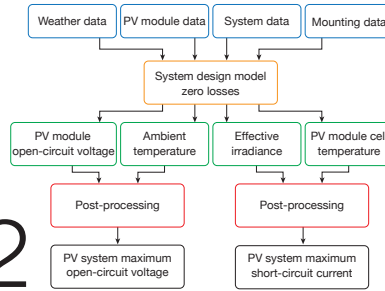 Weather data
PV module data
System data
Mounting data
System design model
zero losses
PV module
open-circuit voltage
Ambient
temperature
Effective
irradiance
PV module cell
temperature
Post-processing
Post-processing
2
PV system maximum
open-circuit voltage
PV system maximum
short-circuit current